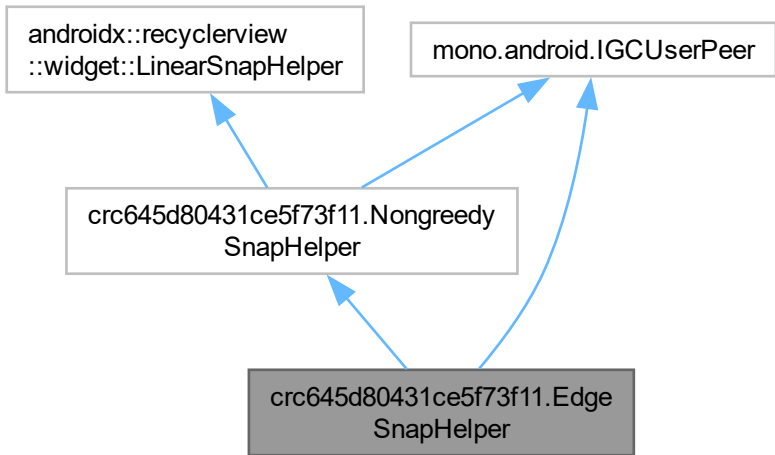 androidx::recyclerview
::widget::LinearSnapHelper
mono.android.IGCUserPeer
crc645d80431ce5f73f11.Nongreedy
SnapHelper
crc645d80431ce5f73f11.Edge
SnapHelper